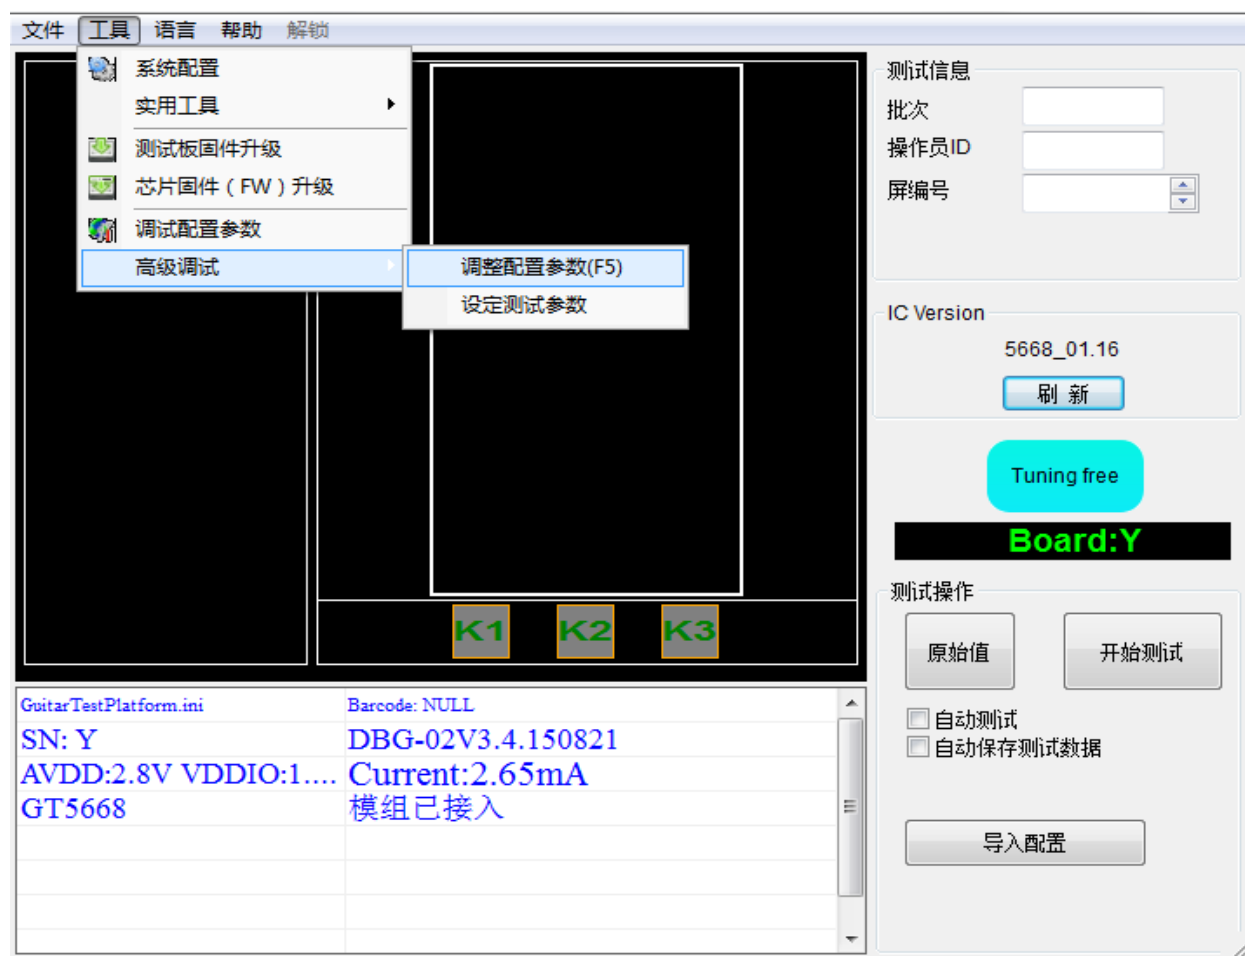 文件 工具 语言 帮助 解锁
系统配置
实用工具
测试板固件升级
芯片固件（FW）升级
调试配置参数
高级调试
调整配置参数(F5)
设定测试参数
K1 K2 K3
测试信息
批次
操作员ID
屏编号
IC Version
5668_01.16
刷 新
Tuning free
Board:Y
测试操作
原始值 开始测试
自动测试
自动保存测试数据
导入配置
GuitarTestPlatform.ini Barcode: NULL
SN: Y DBG-02V3.4.150821
AVDD:2.8V VDDIO:1.... Current:2.65mA
GT5668 模组已接入